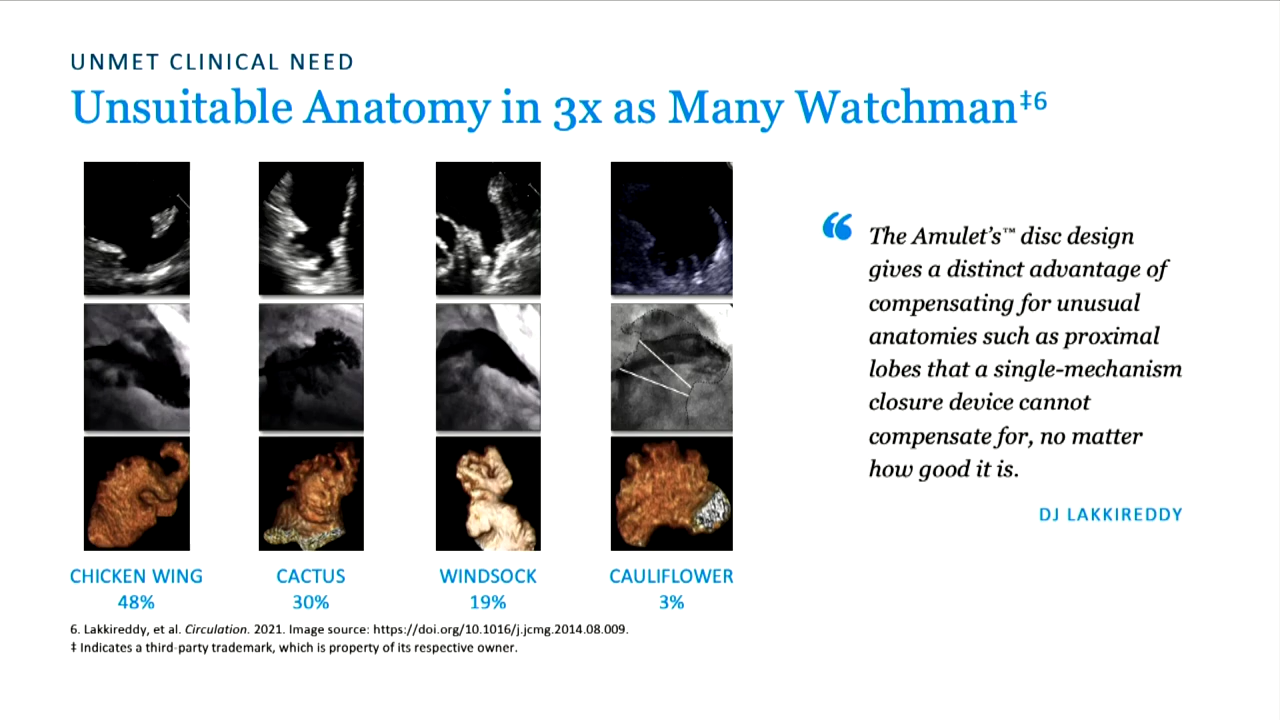 UNMET CLINICAL NEED
Unsuitable Anatomy in 3x as Many Watchman‡6
“
The Amulet’s™ disc design
gives a distinct advantage of
compensating for unusual
anatomies such as proximal
lobes that a single-mechanism
closure device cannot
compensate for, no matter
how good it is.
DJ LAKKIREDDY
CHICKEN WING
48%
CACTUS
30%
WINDSOCK
19%
CAULIFLOWER
3%
6. Lakkireddy, et al. Circulation. 2021. Image source: https://doi.org/10.1016/j.jcmg.2014.08.009.
‡ Indicates a third-party trademark, which is property of its respective owner.